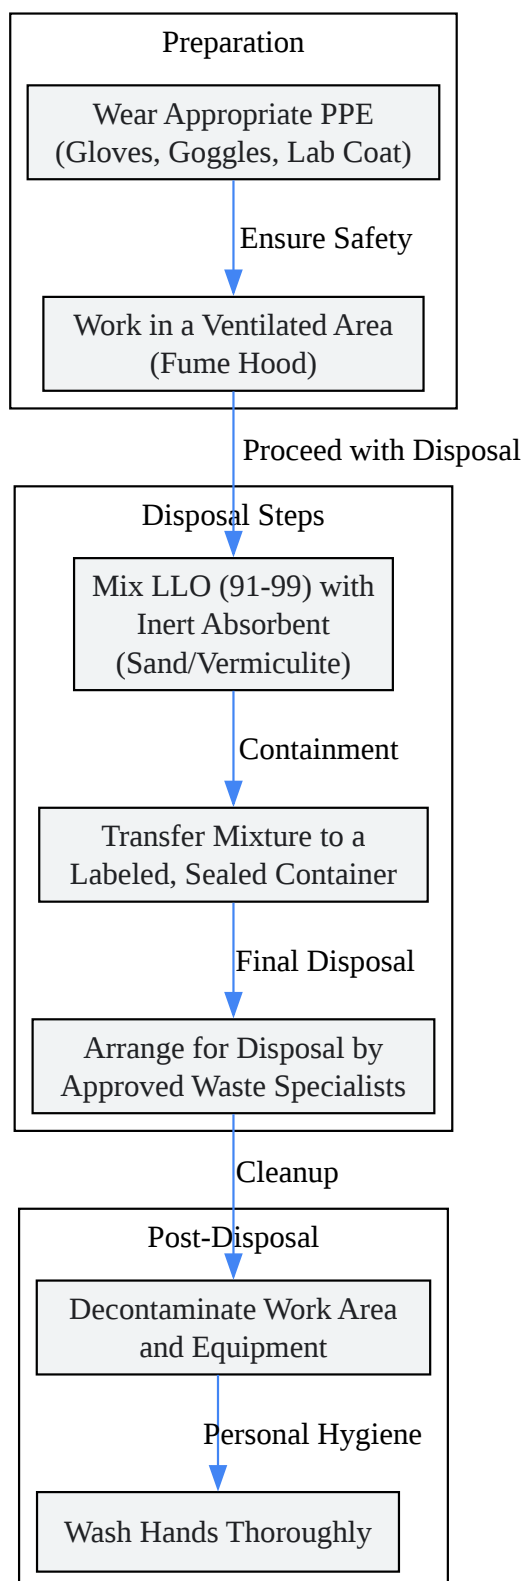 Preparation
Wear Appropriate PPE
(Gloves, Goggles, Lab Coat)
Ensure Safety
Work in a Ventilated Area
(Fume Hood)
Proceed with Disposal
Disposal Steps
Mix LLO (91-99) with
Inert Absorbent
(Sand/Vermiculite)
Containment
Transfer Mixture to a
Labeled, Sealed Container
Final Disposal
Arrange for Disposal by
Approved Waste Specialists
Cleanup
Post-Disposal
Decontaminate Work Area
and Equipment
Personal Hygiene
Wash Hands Thoroughly